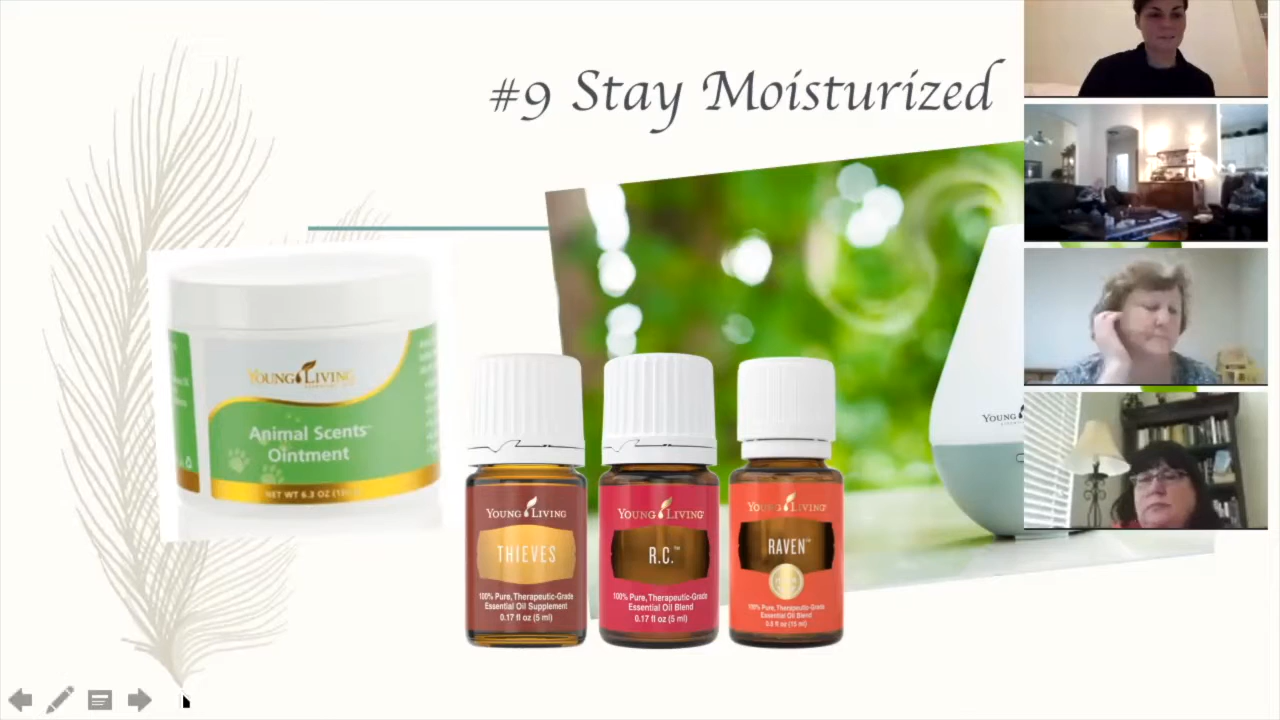 #9 Stay Moisturized
YOUNG LIVING
Animal Scents™
Ointment
NET WT 6.3 OZ
YOUNG LIVING
THIEVES
100% Pure, Therapeutic-Grade
Essential Oil Supplement
0.17 fl oz (5 ml)
YOUNG LIVING
R.C.™
100% Pure, Therapeutic-Grade
Essential Oil Blend
0.17 fl oz (5 ml)
YOUNG LIVING
RAVEN™
100% Pure, Therapeutic-Grade
Essential Oil Blend
0.5 fl oz (15 ml)
YOUNG